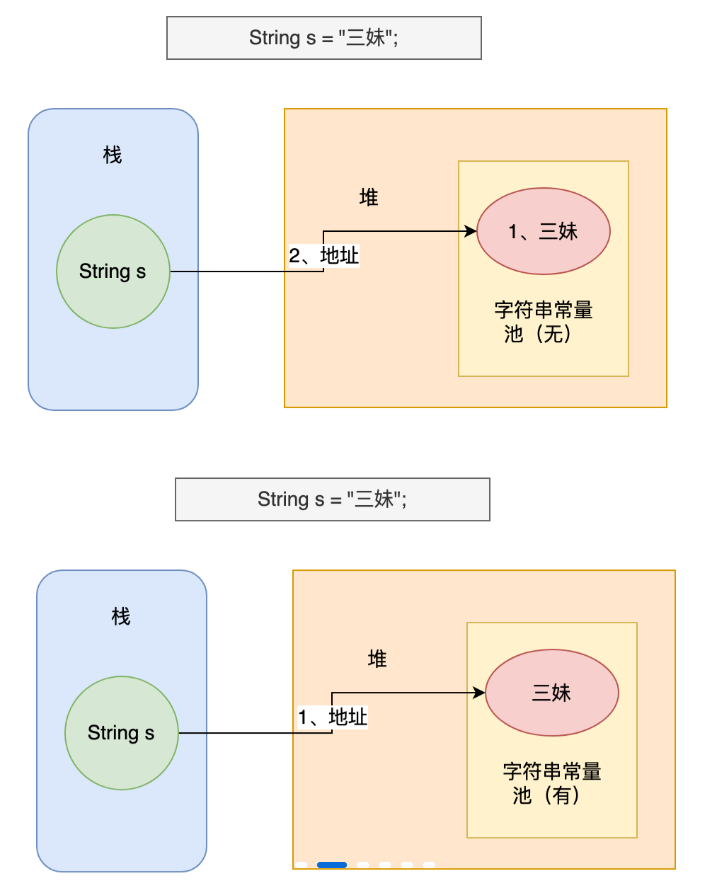 String s = "三妹";
栈
堆
String s
2、地址
1、三妹
字符串常量
池（无）
String s = "三妹";
栈
堆
String s
1、地址
三妹
字符串常量
池（有）